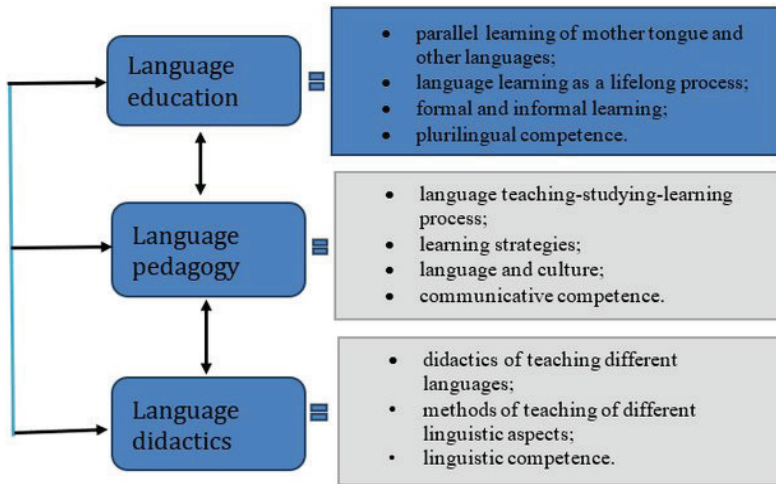 Language
education
=
• parallel learning of mother tongue and
other languages;
• language learning as a lifelong process;
• formal and informal learning;
• plurilingual competence.
Language
pedagogy
=
• language teaching-studying-learning
process;
• learning strategies;
• language and culture;
• communicative competence.
Language
didactics
=
• didactics of teaching different
languages;
• methods of teaching of different
linguistic aspects;
• linguistic competence.